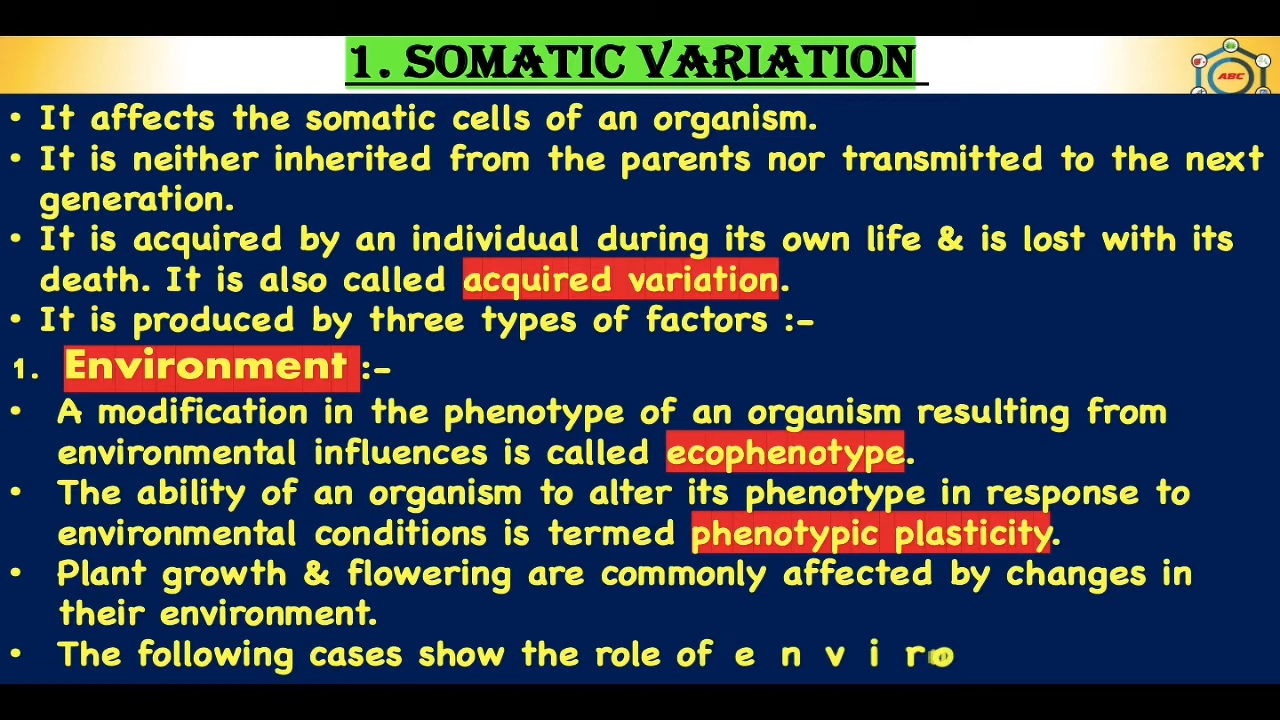 1. SOMATIC VARIATION
ABC
• It affects the somatic cells of an organism.
• It is neither inherited from the parents nor transmitted to the next
generation.
• It is acquired by an individual during its own life & is lost with its
death. It is also called acquired variation.
• It is produced by three types of factors :-
1. Environment :-
• A modification in the phenotype of an organism resulting from
environmental influences is called ecophenotype.
• The ability of an organism to alter its phenotype in response to
environmental conditions is termed phenotypic plasticity.
• Plant growth & flowering are commonly affected by changes in
their environment.
• The following cases show the role of e n v i r o